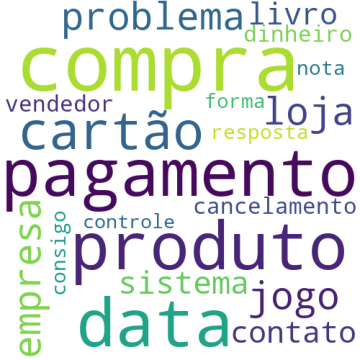 problema
livro
dinheiro
compra
nota
vendedor
forma
loja
cartão
resposta
pagamento
cancelamento
empresa
consigo
controle
produto
sistema
jogo
data
contato